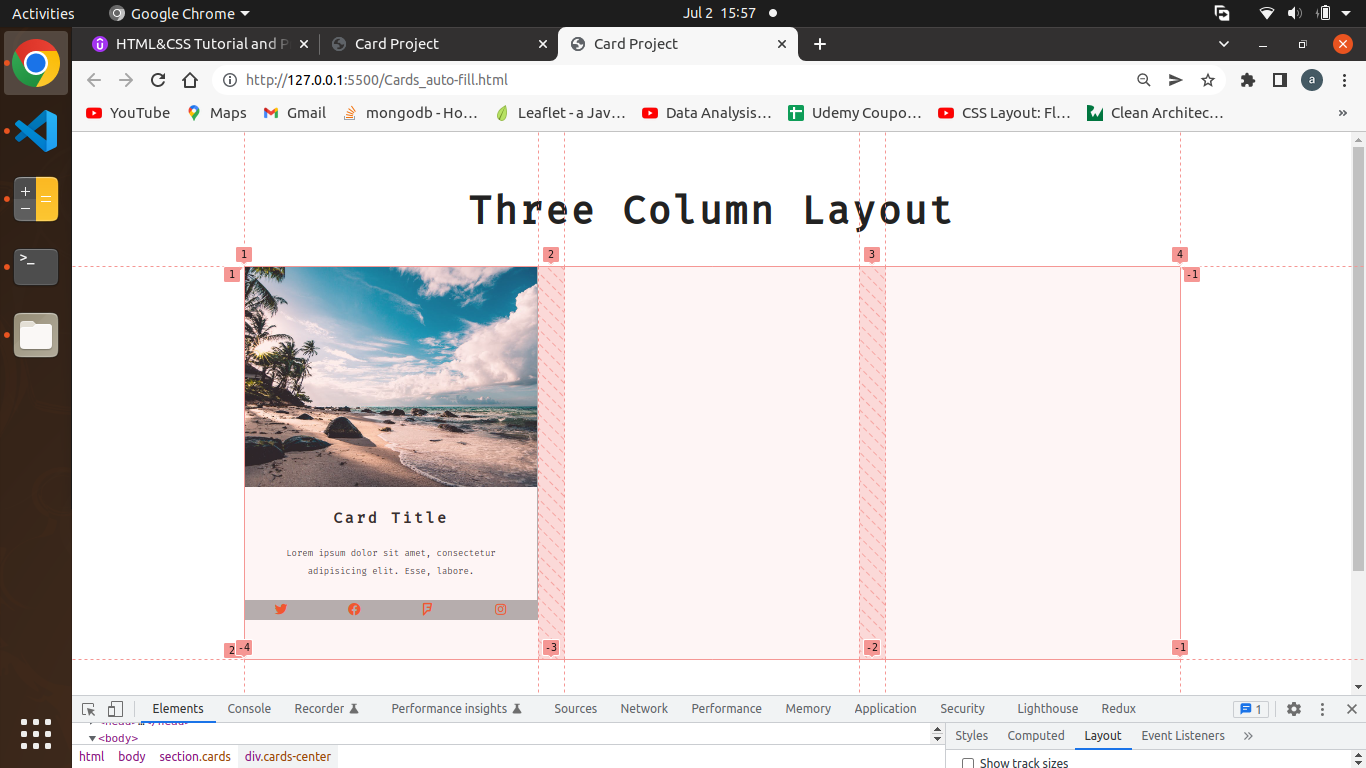 Activities Google Chrome Jul 2 15:57
HTML&CSS Tutorial and P Card Project Card Project
http://127.0.0.1:5500/Cards_auto-fill.html a
YouTube Maps Gmail mongodb - Ho… Leaflet - a Jav… Data Analysis… Udemy Coupo… CSS Layout: Fl… Clean Architec… »
Three Column Layout
1 2 3 4
1 -1
Card Title
Lorem ipsum dolor sit amet, consectetur
adipisicing elit. Esse, labore.
2 -4 -3 -2 -1
Elements Console Recorder Performance insights Sources Network Performance Memory Application Security Lighthouse Redux 1
<body>
Styles Computed Layout Event Listeners »
html body section.cards div.cards-center
Show track sizes